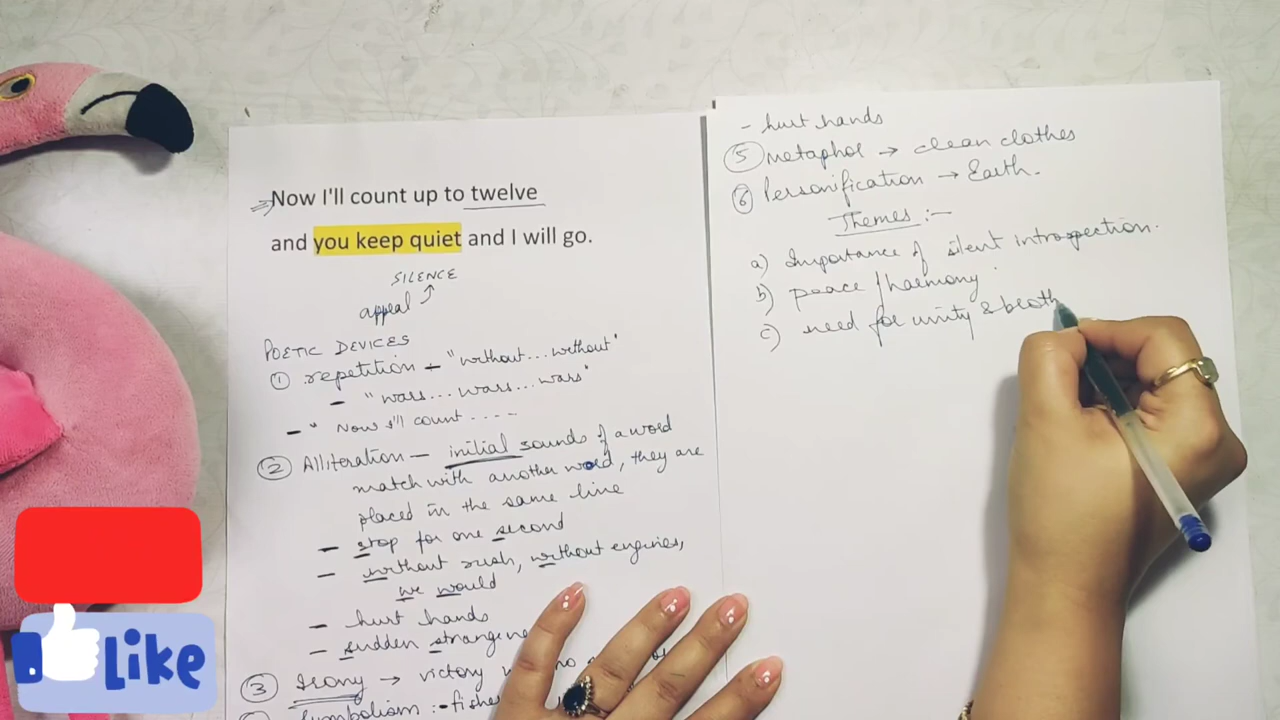 Now I'll count up to twelve
and you keep quiet and I will go.
SILENCE
appeal
POETIC DEVICES
① repetition - "without... without"
- "wars... wars... wars"
- " Now I'll count ....
② Alliteration - initial sounds of a word
match with another word, they are
placed in the same line
- stop for one second
- without rush, without engines,
we would
- hurt hands
- sudden
③ Irony → victory
Symbolism :-
- hurt hands
⑤ metaphor → clean clothes
⑥ Personification → Earth.
Themes :-
a) Importance of silent introspection.
b) peace / harmony
c) need for unity & broth
Like